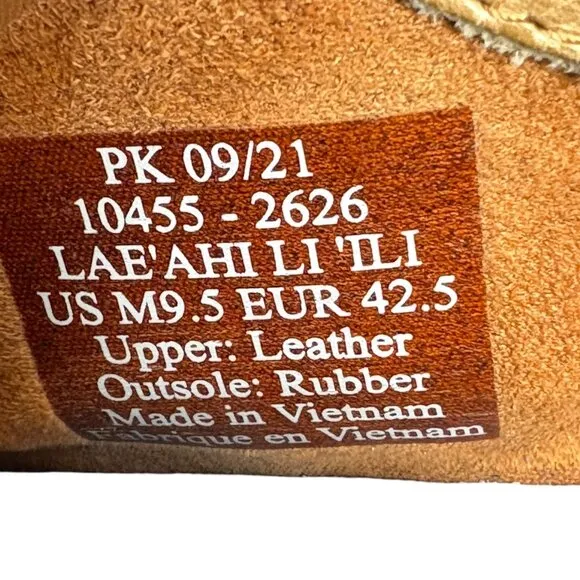 PK 09/21
10455 - 2626
LAE'AHI LI 'ILI
US M9.5 EUR 42.5
Upper: Leather
Outsole: Rubber
Made in Vietnam
Fabriqué en Vietnam